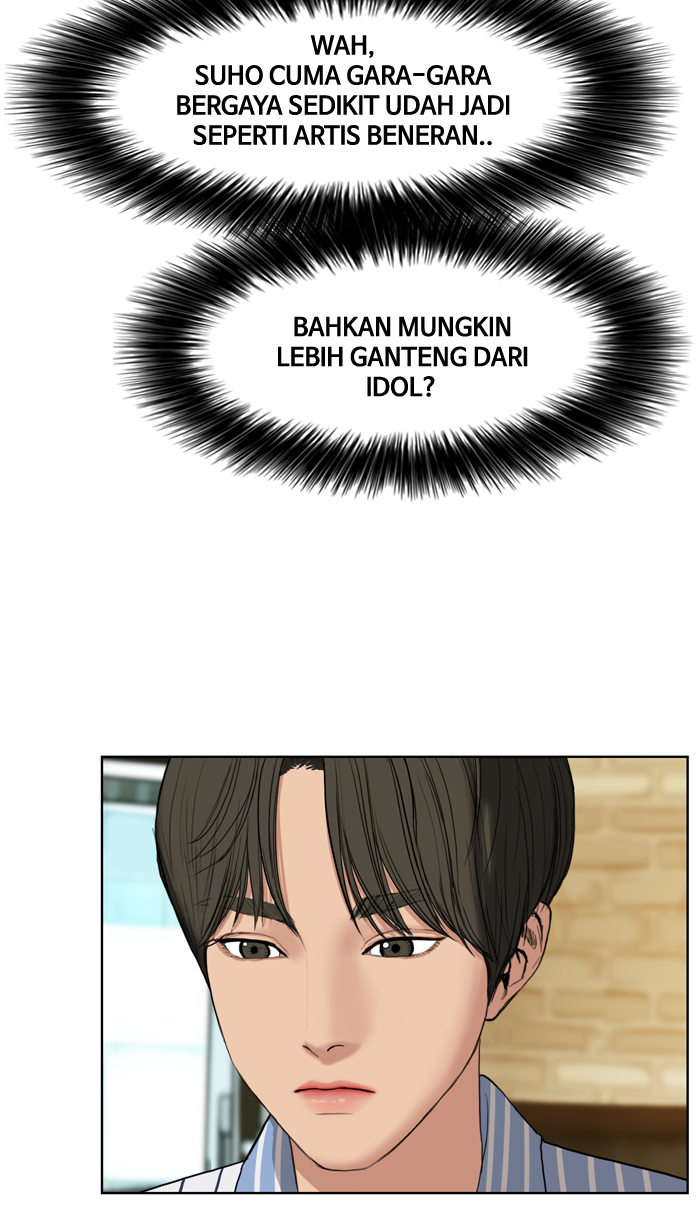 WAH,
SUHO CUMA GARA-GARA
BERGAYA SEDIKIT UDAH JADI
SEPERTI ARTIS BENERAN..
BAHKAN MUNGKIN
LEBIH GANTENG DARI
IDOL?